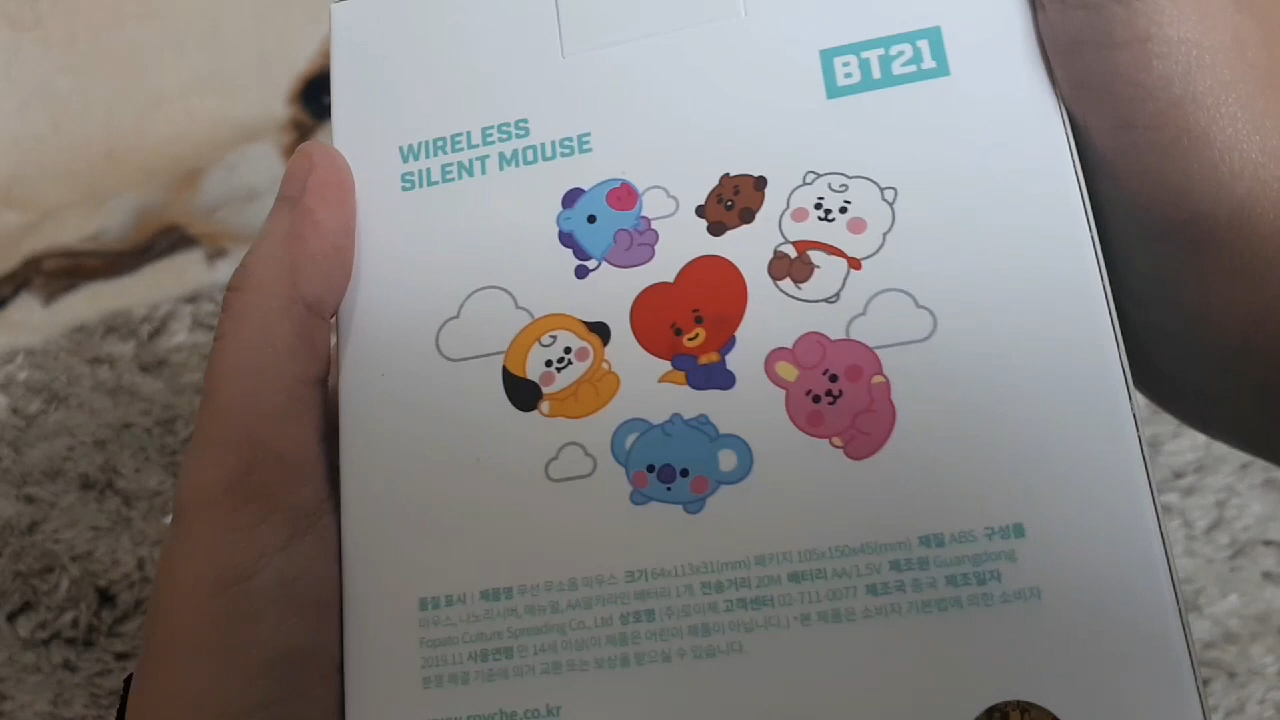 BT21
WIRELESS
SILENT MOUSE
품질표시 | 제품명 무선 무소음 마우스 크기 64x113x31(mm) 패키지 105x150x45(mm) 재질 ABS 구성품
마우스, 나노리시버, 메뉴얼, AA알카라인 배터리 1개 전송거리 20M 배터리 AA/1.5V 제조원 Guangdong
Fopato Culture Spreading Co., Ltd 상호명 (주)로이체 고객센터 02-711-0077 제조국 중국 제조일자
2019.11 사용연령 만 14세 이상(이 제품은 어린이 제품이 아닙니다.) *본 제품은 소비자 기본법에 의한 소비자
분쟁 해결 기준에 의거 교환 또는 보상을 받으실 수 있습니다.
www.royche.co.kr